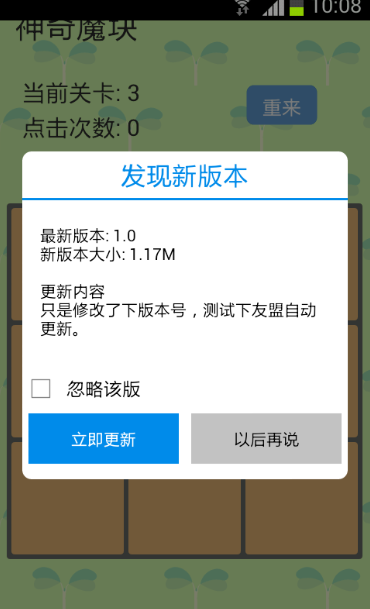 10:08
神奇魔块
当前关卡: 3
重来
点击次数: 0
发现新版本
最新版本: 1.0
新版本大小: 1.17M
更新内容
只是修改了下版本号，测试下友盟自动
更新。
忽略该版
立即更新
以后再说